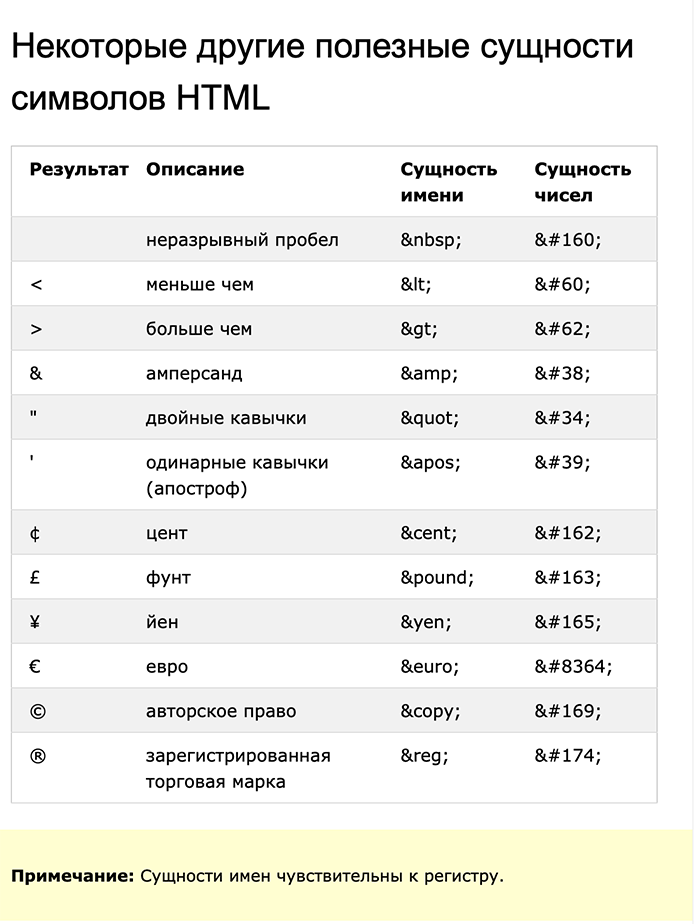 Некоторые другие полезные сущности
символов HTML
Результат Описание Сущность Сущность
имени чисел
неразрывный пробел &nbsp; &#160;
< меньше чем &lt; &#60;
> больше чем &gt; &#62;
& амперсанд &amp; &#38;
" двойные кавычки &quot; &#34;
' одинарные кавычки &apos; &#39;
(апостроф)
¢ цент &cent; &#162;
£ фунт &pound; &#163;
¥ йен &yen; &#165;
€ евро &euro; &#8364;
© авторское право &copy; &#169;
® зарегистрированная &reg; &#174;
торговая марка
Примечание: Сущности имен чувствительны к регистру.